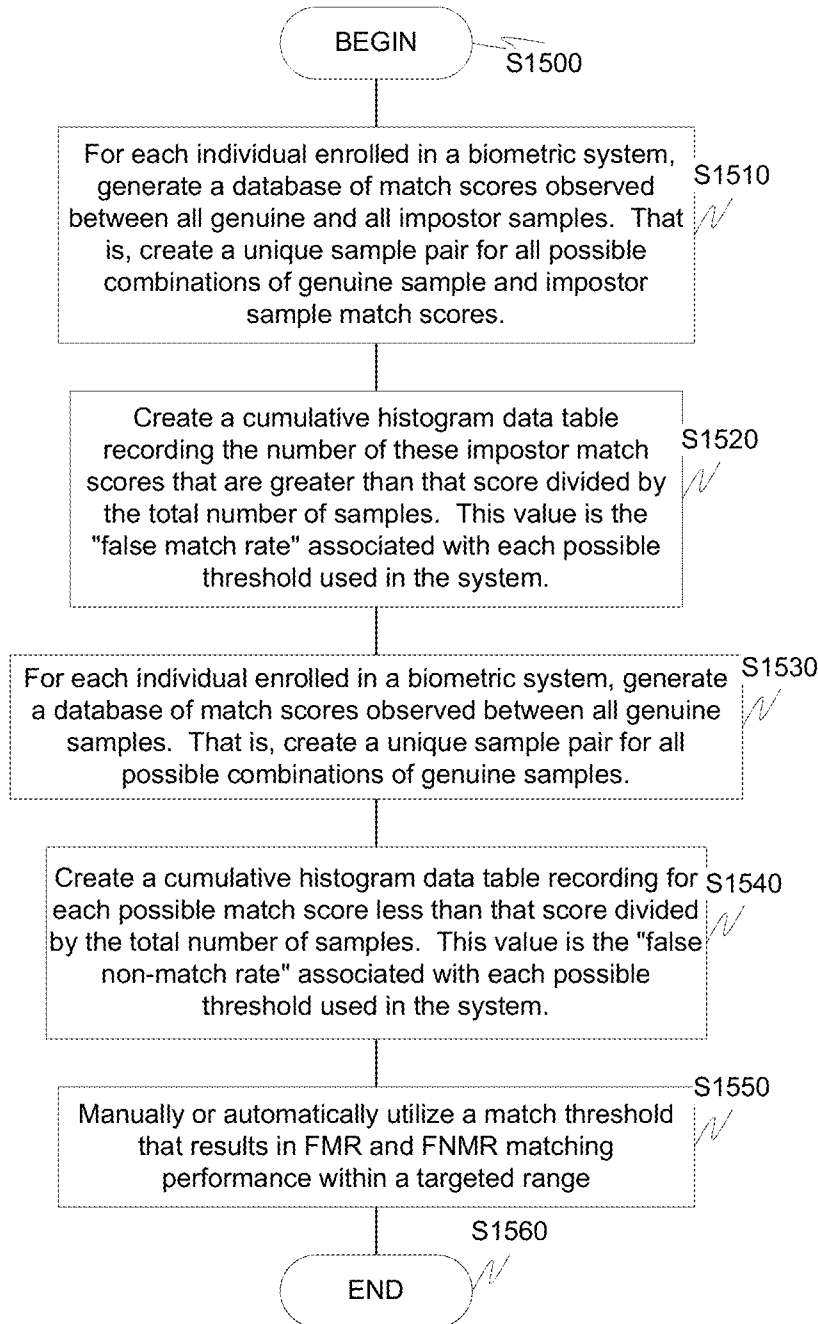 BEGIN
S1500
For each individual enrolled in a biometric system,
generate a database of match scores observed
between all genuine and all impostor samples.  That
is, create a unique sample pair for all possible
combinations of genuine sample and impostor
sample match scores.
S1510
Create a cumulative histogram data table
recording the number of these impostor match
scores that are greater than that score divided by
the total number of samples.  This value is the
"false match rate" associated with each possible
threshold used in the system.
S1520
For each individual enrolled in a biometric system, generate
a database of match scores observed between all genuine
samples.  That is, create a unique sample pair for all
possible combinations of genuine samples.
S1530
Create a cumulative histogram data table recording for
each possible match score less than that score divided
by the total number of samples.  This value is the "false
non-match rate" associated with each possible
threshold used in the system.
S1540
Manually or automatically utilize a match threshold
that results in FMR and FNMR matching
performance within a targeted range
S1550
END
S1560